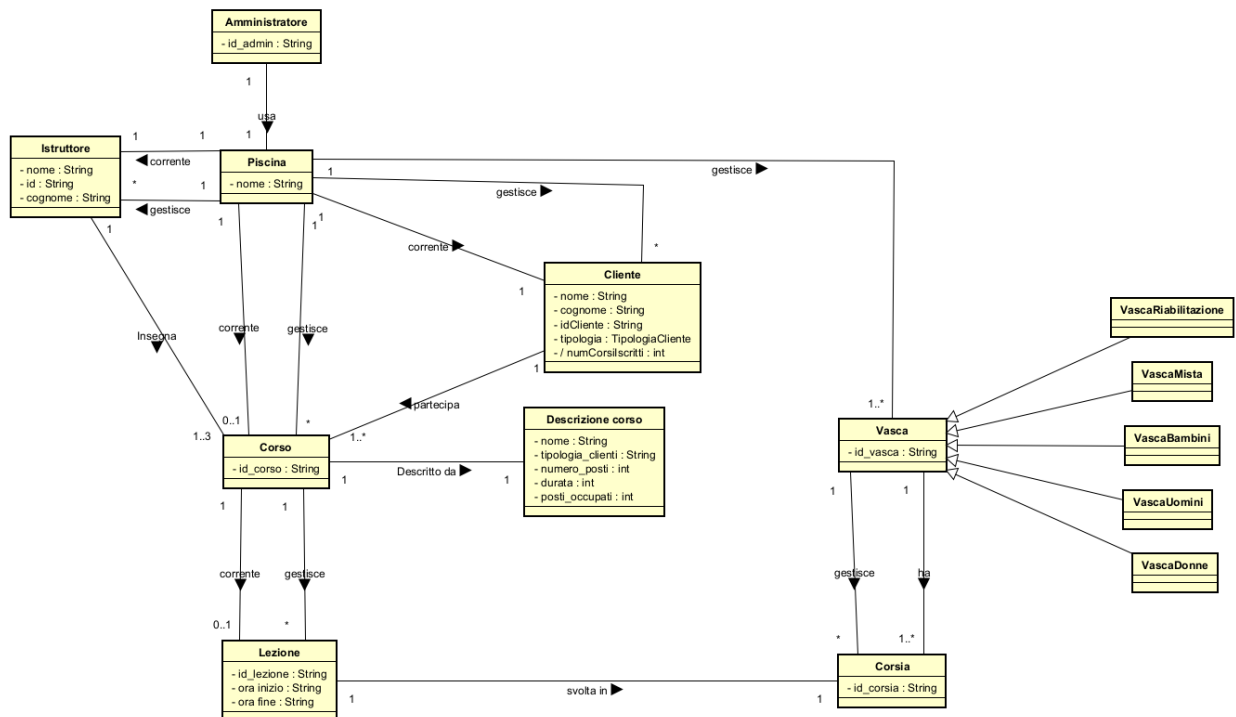 Amministratore
- id_admin : String
1
usa
1
Istruttore
- nome : String
- id : String
- cognome : String
1
1
corrente
*
1
gestisce
Piscina
- nome : String
1
gestisce
*
gestisce
1..*
1
corrente
1
1
Insegna
1..3
1
corrente
0..1
gestisce
*
Cliente
- nome : String
- cognome : String
- idCliente : String
- tipologia : TipologiaCliente
- / numCorsiIscritti : int
1
partecipa
1..*
Corso
- id_corso : String
1
Descritto da
1
Descrizione corso
- nome : String
- tipologia_clienti : String
- numero_posti : int
- durata : int
- posti_occupati : int
1
corrente
0..1
1
gestisce
*
Lezione
- id_lezione : String
- ora inizio : String
- ora fine : String
1
svolta in
1
Vasca
- id_vasca : String
1
gestisce
*
1
ha
1..*
Corsia
- id_corsia : String
VascaRiabilitazione
VascaMista
VascaBambini
VascaUomini
VascaDonne